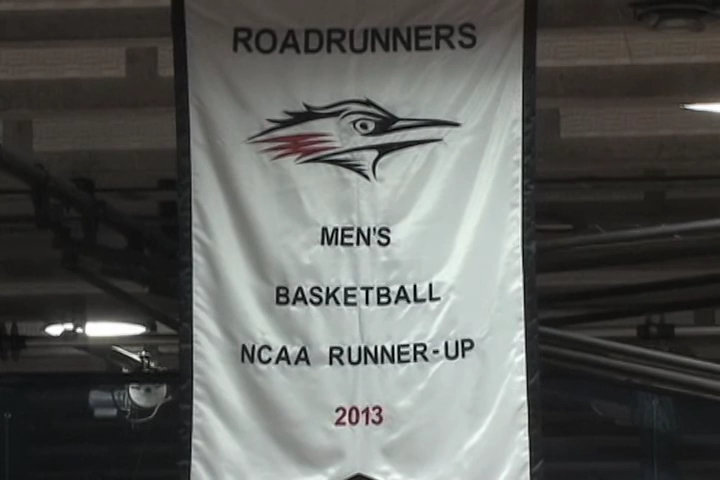 ROADRUNNERS
MEN'S
BASKETBALL
NCAA RUNNER-UP
2013